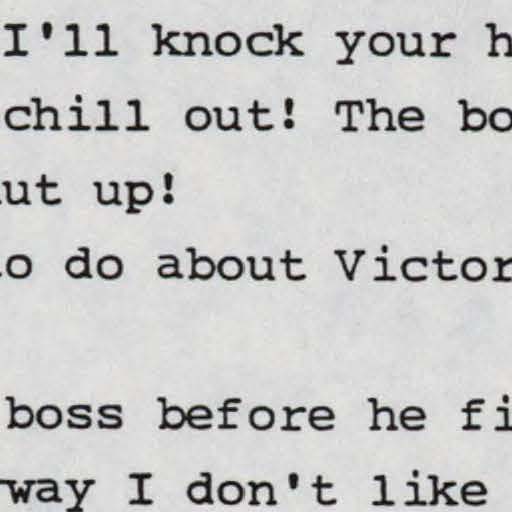 I'll knock your h
chill out! The bo
ut up!
o do about Victor
boss before he fi
way I don't like